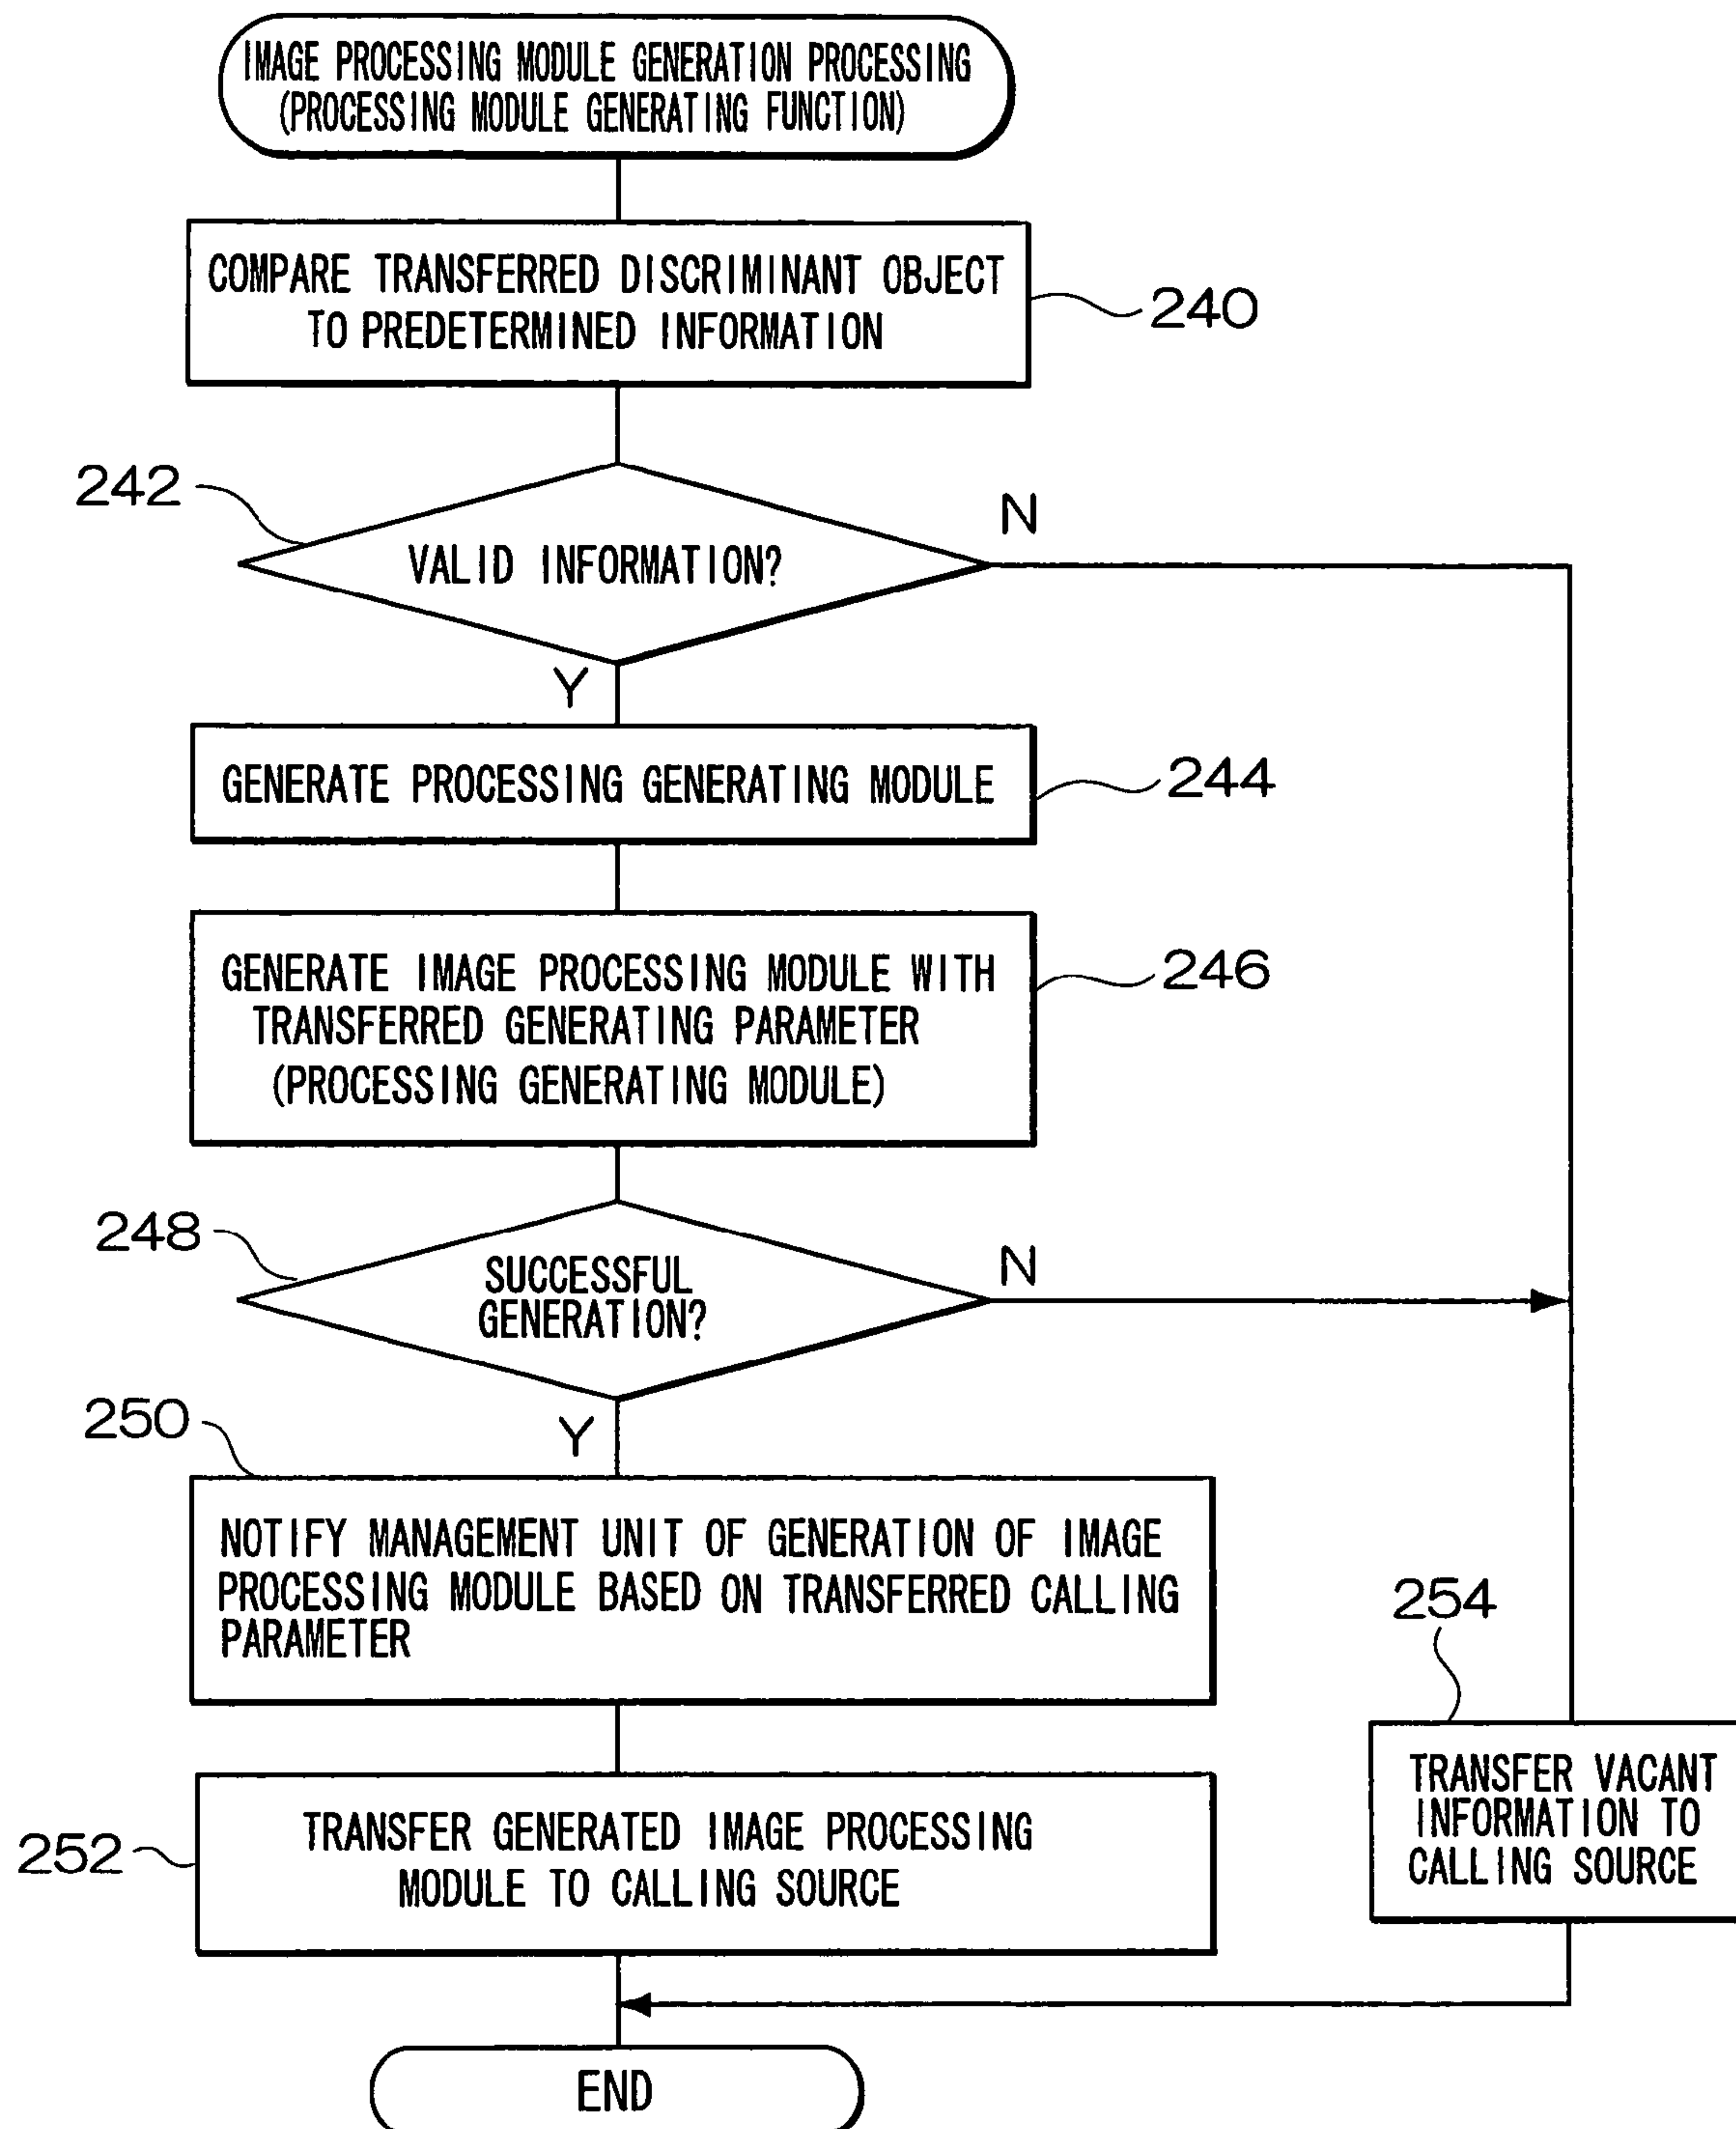 IMAGE PROCESSING MODULE GENERATION PROCESSING
(PROCESSING MODULE GENERATING FUNCTION)
COMPARE TRANSFERRED DISCRIMINANT OBJECT
TO PREDETERMINED INFORMATION
240
242
VALID INFORMATION?
N
Y
GENERATE PROCESSING GENERATING MODULE
244
GENERATE IMAGE PROCESSING MODULE WITH
TRANSFERRED GENERATING PARAMETER
(PROCESSING GENERATING MODULE)
246
248
SUCCESSFUL
GENERATION?
N
Y
250
NOTIFY MANAGEMENT UNIT OF GENERATION OF IMAGE
PROCESSING MODULE BASED ON TRANSFERRED CALLING
PARAMETER
254
TRANSFER VACANT
INFORMATION TO
CALLING SOURCE
252
TRANSFER GENERATED IMAGE PROCESSING
MODULE TO CALLING SOURCE
END